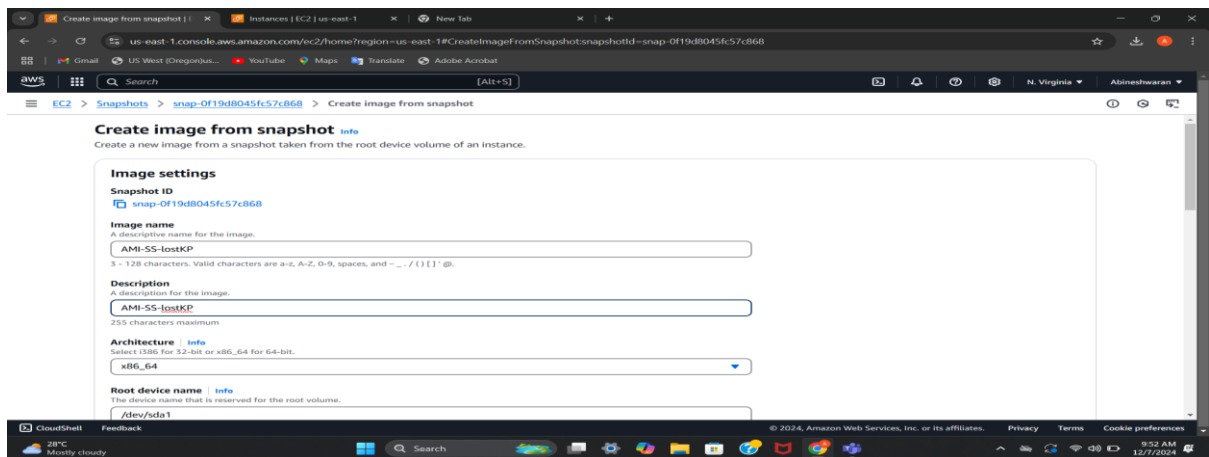 Create image from snapshot | E
Instances | EC2 | us-east-1
New Tab
us-east-1.console.aws.amazon.com/ec2/home?region=us-east-1#CreateImageFromSnapshot:snapshotId=snap-0f19d8045fc57c868
Gmail US West (Oregon)us... YouTube Maps Translate Adobe Acrobat
aws Search [Alt+S] N. Virginia Abineshwaran
EC2 > Snapshots > snap-0f19d8045fc57c868 > Create image from snapshot
Create image from snapshot Info
Create a new image from a snapshot taken from the root device volume of an instance.
Image settings
Snapshot ID
snap-0f19d8045fc57c868
Image name
A descriptive name for the image.
AMI-SS-lostKP
3 - 128 characters. Valid characters are a-z, A-Z, 0-9, spaces, and - _ . / ( ) [ ] ' @.
Description
A description for the image.
AMI-SS-lostKP
255 characters maximum
Architecture | Info
Select i386 for 32-bit or x86_64 for 64-bit.
x86_64
Root device name | Info
The device name that is reserved for the root volume.
/dev/sda1
CloudShell Feedback © 2024, Amazon Web Services, Inc. or its affiliates. Privacy Terms Cookie preferences
28°C
Mostly cloudy
Search
9:52 AM
12/7/2024